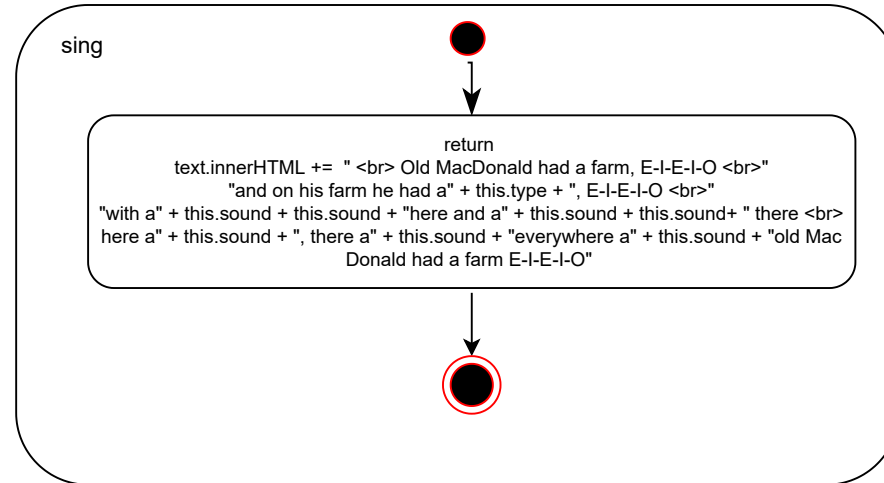 sing
return
text.innerHTML += " <br> Old MacDonald had a farm, E-I-E-I-O <br>"
"and on his farm he had a" + this.type + ", E-I-E-I-O <br>"
"with a" + this.sound + this.sound + "here and a" + this.sound + this.sound+ " there <br>
here a" + this.sound + ", there a" + this.sound + "everywhere a" + this.sound + "old Mac
Donald had a farm E-I-E-I-O"